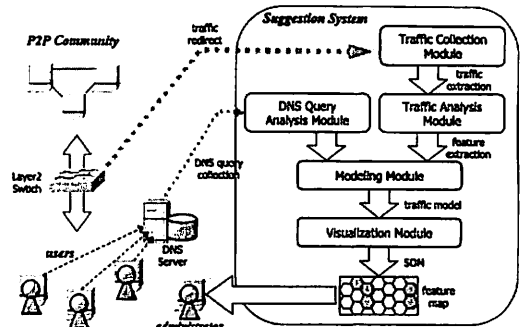 Suggestion System
P2P Community
traffic
redirect
Traffic Collection
Module
traffic
extraction
DNS Query
Analysis Module
Traffic Analysis
Module
feature
extraction
DNS query
collection
Layer2
Switch
Modeling Module
traffic model
users
DNS
Server
Visualization Module
SOM
feature
map
administrator